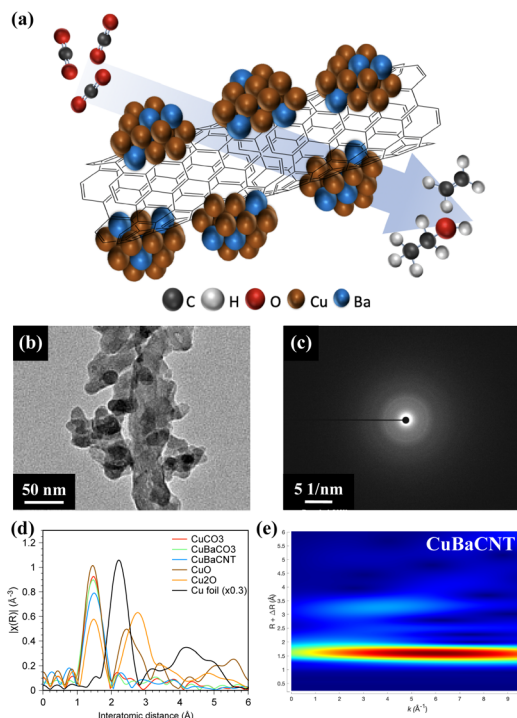 (a)
C H O Cu Ba
(b)
50 nm
(c)
5 1/nm
(d)
CuCO3
CuBaCO3
CuBaCNT
CuO
Cu2O
Cu foil (x0.3)
|χ(R)| (Å⁻³)
1.2
1
0.8
0.6
0.4
0.2
0
0 1 2 3 4 5 6
Interatomic distance (Å)
(e)
CuBaCNT
R + ΔR (Å)
6
5.5
5
4.5
4
3.5
3
2.5
2
1.5
1
0.5
0 1 2 3 4 5 6 7 8 9
k (Å⁻¹)